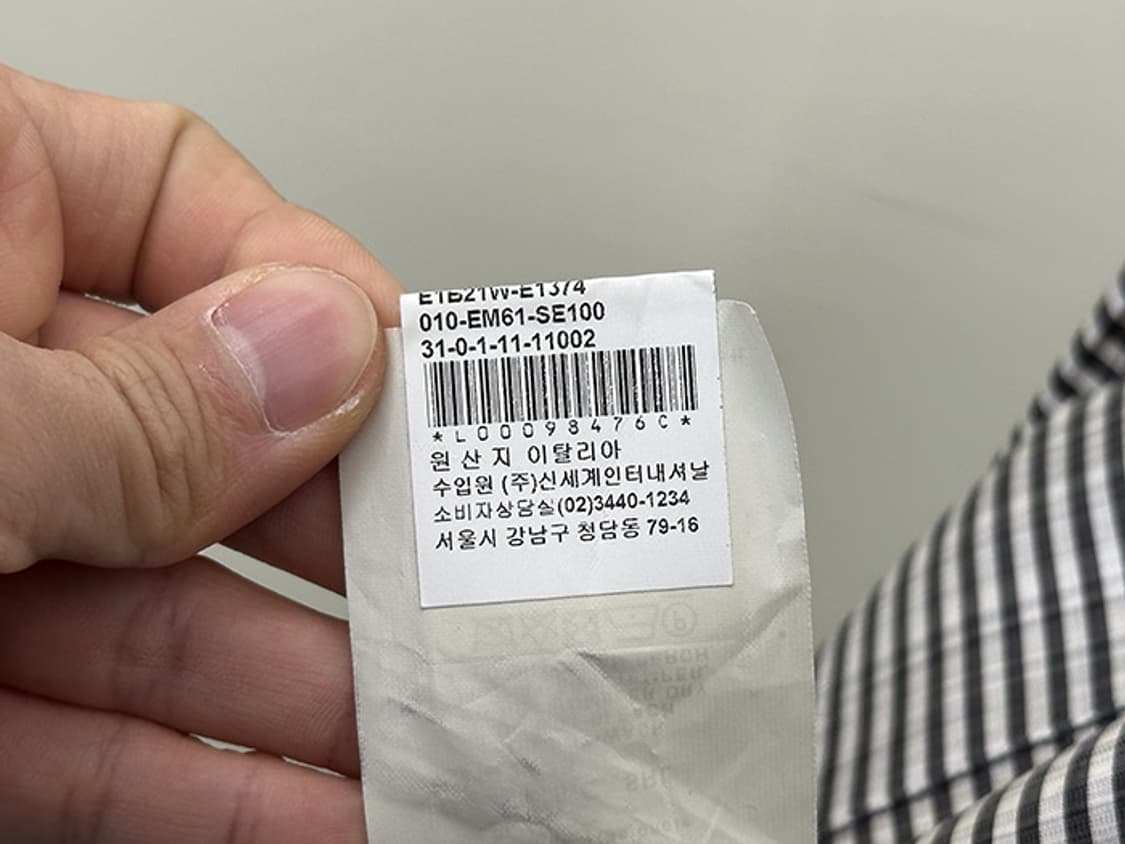 E1B21W-E1374
010-EM61-SE100
31-0-1-11-11002
*L00098476C*
원 산 지 이탈리아
수입원 (주)신세계인터내셔날
소비자상담실(02)3440-1234
서울시 강남구 청담동 79-16